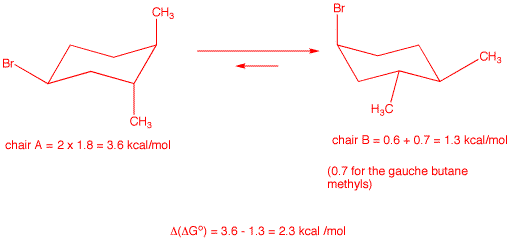 CH3
Br
CH3
chair A = 2 x 1.8 = 3.6 kcal/mol
Br
CH3
H3C
chair B = 0.6 + 0.7 = 1.3 kcal/mol
(0.7 for the gauche butane
methyls)
Δ(ΔGº) = 3.6 - 1.3 = 2.3 kcal /mol